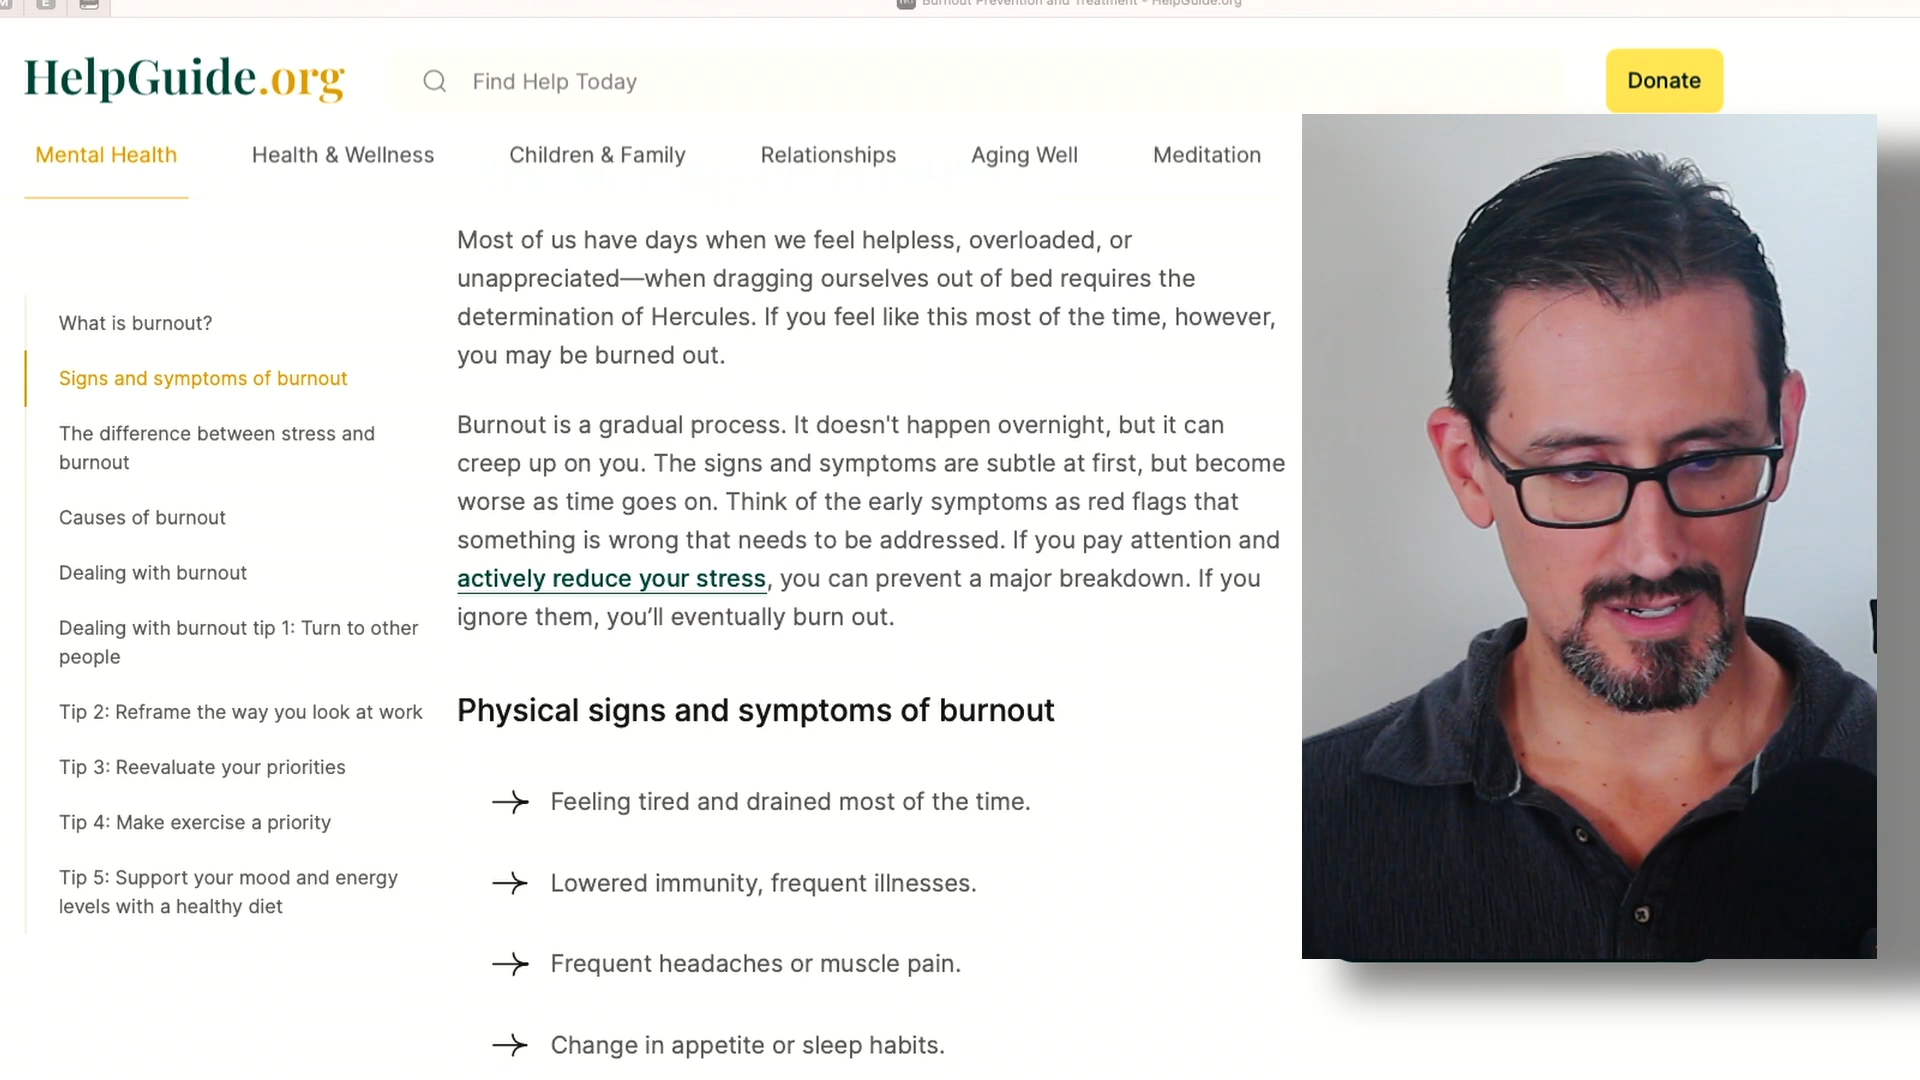 Burnout Prevention and Treatment - HelpGuide.org
HelpGuide.org
Find Help Today
Donate
Mental Health
Health & Wellness
Children & Family
Relationships
Aging Well
Meditation
What is burnout?
Signs and symptoms of burnout
The difference between stress and
burnout
Causes of burnout
Dealing with burnout
Dealing with burnout tip 1: Turn to other
people
Tip 2: Reframe the way you look at work
Tip 3: Reevaluate your priorities
Tip 4: Make exercise a priority
Tip 5: Support your mood and energy
levels with a healthy diet
Most of us have days when we feel helpless, overloaded, or
unappreciated—when dragging ourselves out of bed requires the
determination of Hercules. If you feel like this most of the time, however,
you may be burned out.
Burnout is a gradual process. It doesn't happen overnight, but it can
creep up on you. The signs and symptoms are subtle at first, but become
worse as time goes on. Think of the early symptoms as red flags that
something is wrong that needs to be addressed. If you pay attention and
actively reduce your stress, you can prevent a major breakdown. If you
ignore them, you’ll eventually burn out.
Physical signs and symptoms of burnout
Feeling tired and drained most of the time.
Lowered immunity, frequent illnesses.
Frequent headaches or muscle pain.
Change in appetite or sleep habits.